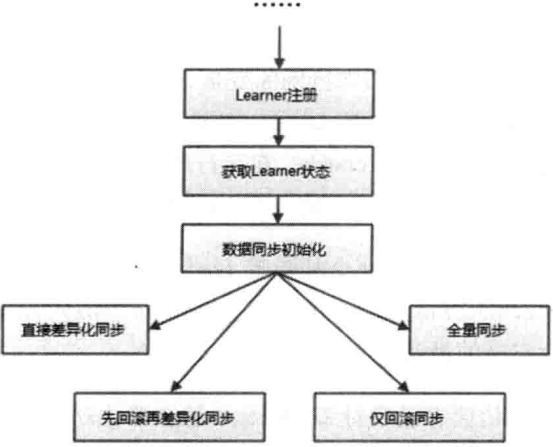 ……
Learner注册
获取Learner状态
数据同步初始化
直接差异化同步
全量同步
先回滚再差异化同步
仅回滚同步